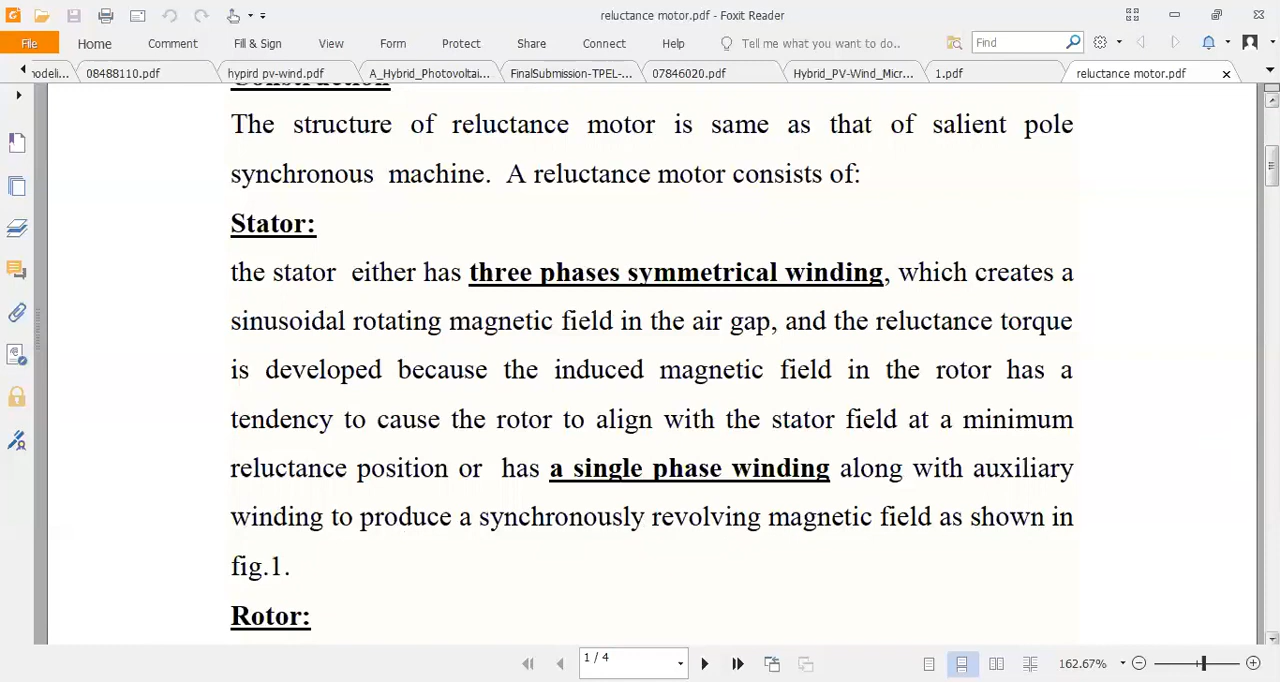 reluctance motor.pdf - Foxit Reader
File Home Comment Fill & Sign View Form Protect Share Connect Help Tell me what you want to do.. Find
nodeli... 08488110.pdf hypird pv-wind.pdf A_Hybrid_Photovoltai... FinalSubmission-TPEL-... 07846020.pdf Hybrid_PV-Wind_Micr... 1.pdf reluctance motor.pdf
Construction
The structure of reluctance motor is same as that of salient pole
synchronous machine. A reluctance motor consists of:
Stator:
the stator either has three phases symmetrical winding, which creates a
sinusoidal rotating magnetic field in the air gap, and the reluctance torque
is developed because the induced magnetic field in the rotor has a
tendency to cause the rotor to align with the stator field at a minimum
reluctance position or has a single phase winding along with auxiliary
winding to produce a synchronously revolving magnetic field as shown in
fig.1.
Rotor:
1 / 4
162.67%